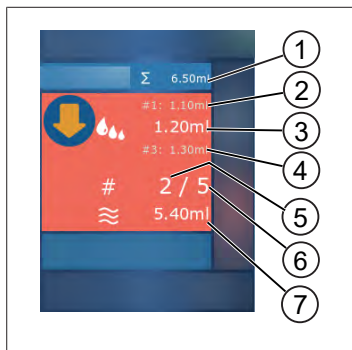 Σ 6.50ml 1
#1: 1.10ml 2
1.20ml 3
#3: 1.30ml 4
# 2 / 5 5
6
≋ 5.40ml 7